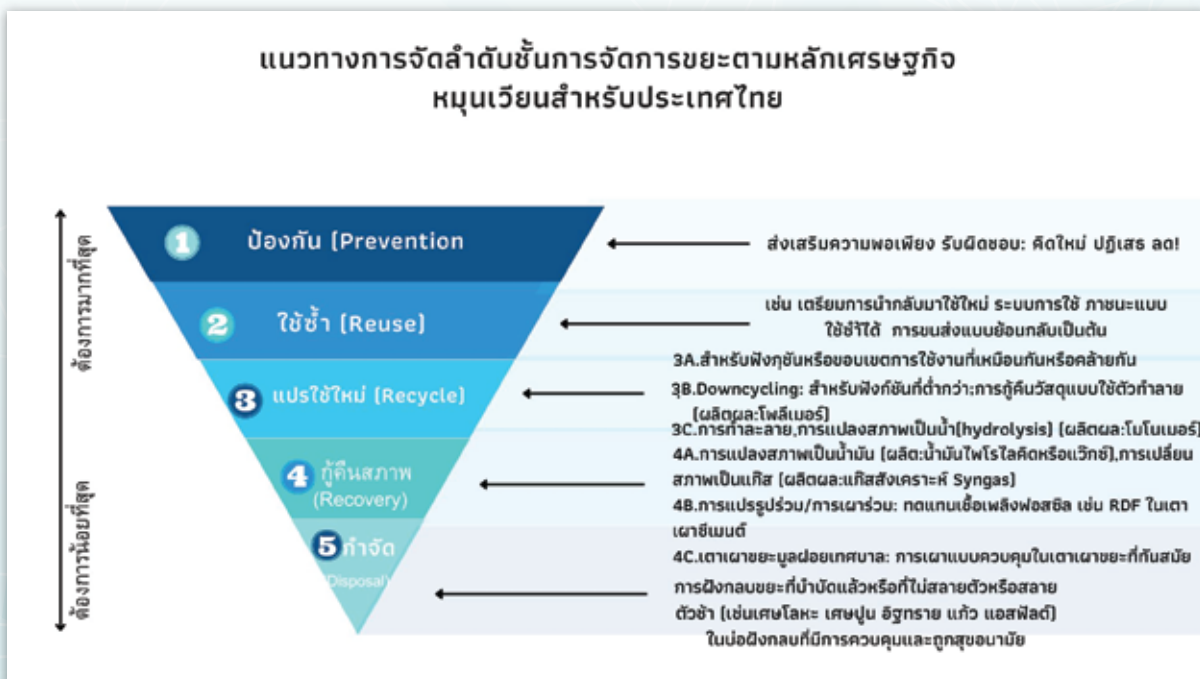 แนวทางการจัดลำดับชั้นการจัดการขยะตามหลักเศรษฐกิจ
หมุนเวียนสำหรับประเทศไทย
ต้องการมากที่สุด
ต้องการน้อยที่สุด
1 ป้องกัน (Prevention
ส่งเสริมความพอเพียง รับผิดชอบ: คิดใหม่ ปฏิเสธ ลด!
2 ใช้ซ้ำ (Reuse)
เช่น เตรียมการนำกลับมาใช้ใหม่ ระบบการใช้ ภาชนะแบบ
ใช้ซ้ำได้ การขนส่งแบบย้อนกลับเป็นต้น
3 แปรใช้ใหม่ (Recycle)
3A.สำหรับฟังกุชันหรือขอบเขตการใช้งานที่เหมือนกันหรือคล้ายกัน
3B.Downcycling: สำหรับฟังก์ชันที่ต่ำกว่า;การกู้คืนวัสดุแบบใช้ตัวทำลาย
(ผลิตผล:โพลีเมอร์)
3C.การทำละลาย,การแปลงสภาพเป็นน้ำ(hydrolysis) (ผลิตผล:โมโนเมอร์)
4 กู้คืนสภาพ
(Recovery)
4A.การแปลงสภาพเป็นน้ำมัน (ผลิต:น้ำมันไพโรไลคิดหรือแว๊กซ์),การเปลี่ยน
สภาพเป็นแก๊ส (ผลิตผล:แก๊สสังเคราะห์ Syngas)
4B.การแปรรูปร่วม/การเผาร่วม: ทดแทนเชื้อเพลิงฟอสซิล เช่น RDF ในเตา
เผาซีเมนต์
4C.เตาเผาขยะมูลฝอยเทศบาล: การเผาแบบควบคุมในเตาเผาขยะที่ทันสมัย
5 กำจัด
Disposal)
การฝังกลบขยะที่บำบัดแล้วหรือที่ไม่สลายตัวหรือสลาย
ตัวช้า (เช่นเศษโลหะ เศษปูน อิฐทราย แก้ว แอสฟัลต์)
ในบ่อฝังกลบที่มีการควบคุมและถูกสุขอนามัย